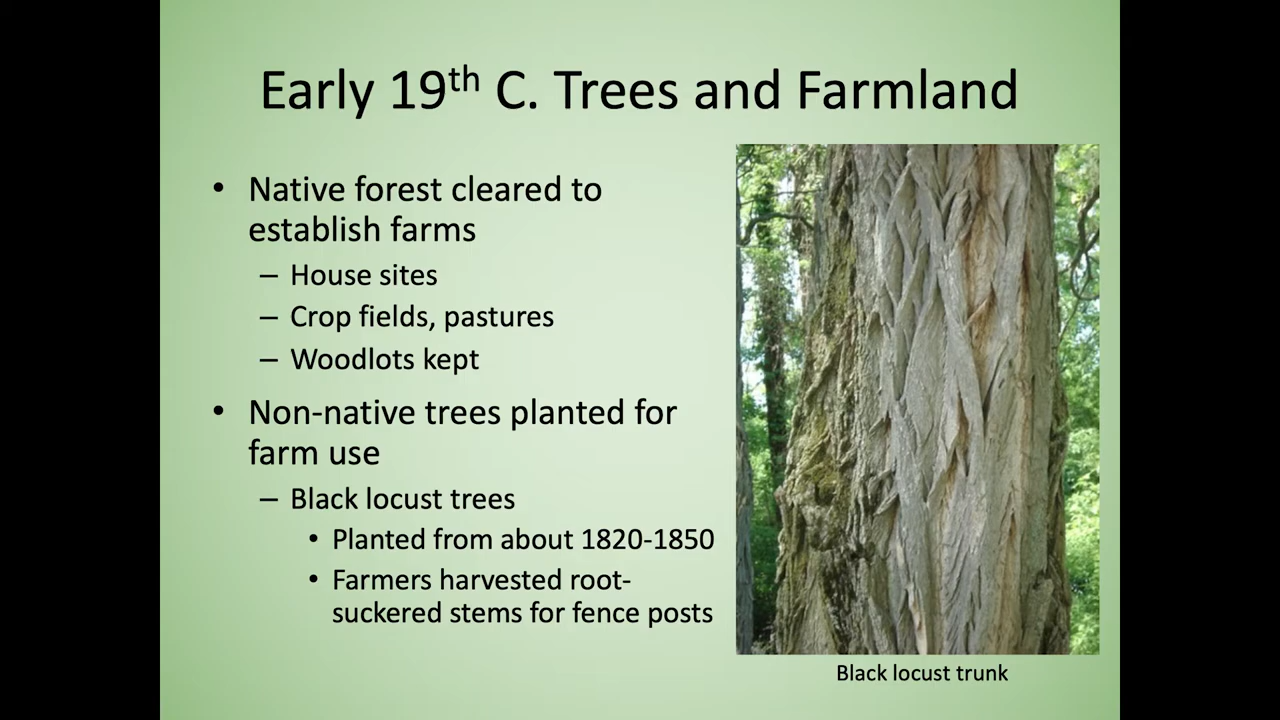 Early 19th C. Trees and Farmland
• Native forest cleared to
establish farms
– House sites
– Crop fields, pastures
– Woodlots kept
• Non-native trees planted for
farm use
– Black locust trees
• Planted from about 1820-1850
• Farmers harvested root-
suckered stems for fence posts
Black locust trunk